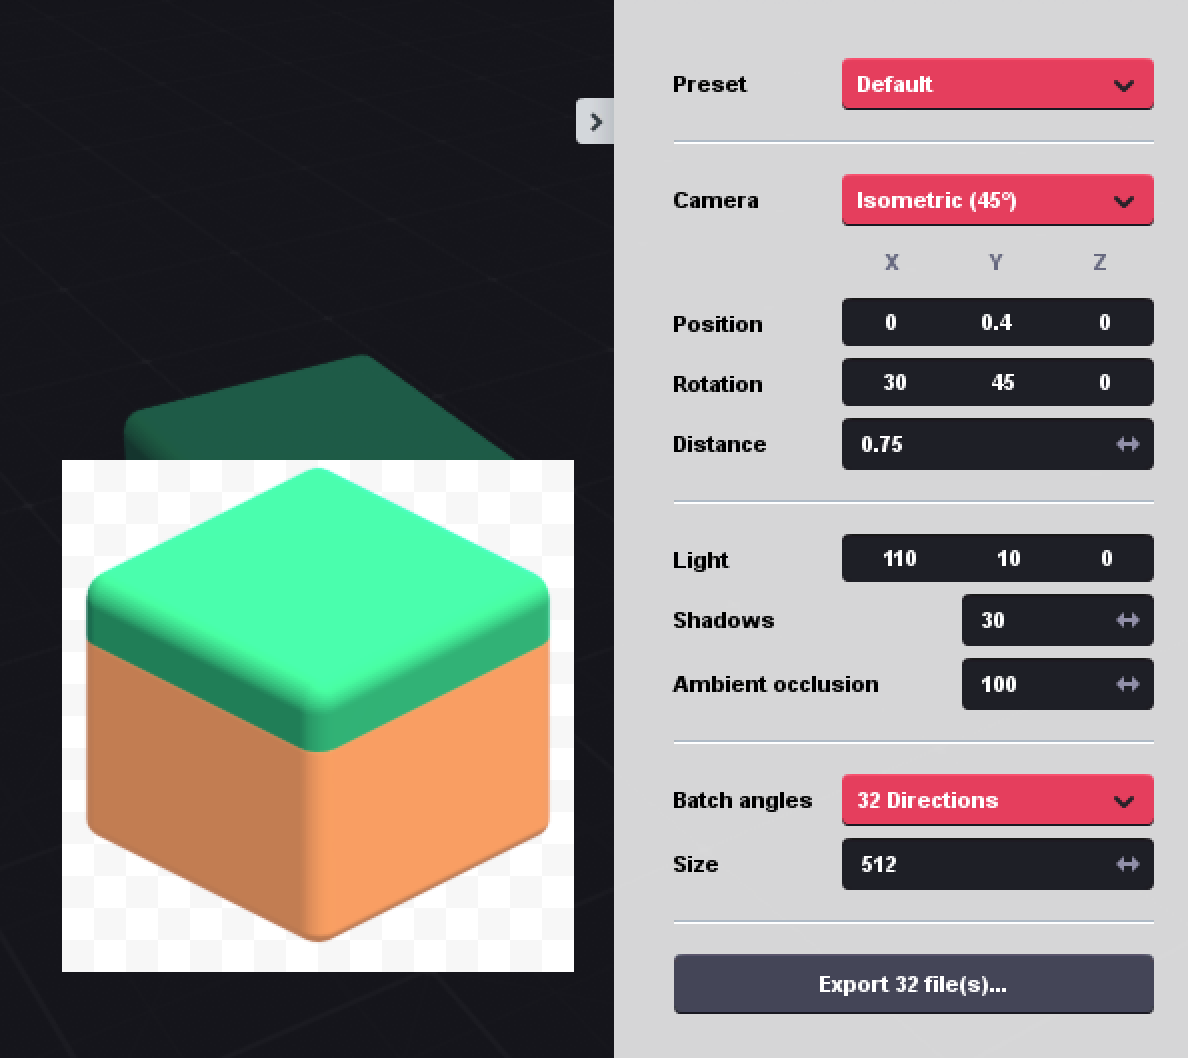 Preset Default
Camera Isometric (45°)
X Y Z
Position 0 0.4 0
Rotation 30 45 0
Distance 0.75
Light 110 10 0
Shadows 30
Ambient occlusion 100
Batch angles 32 Directions
Size 512
Export 32 file(s)...